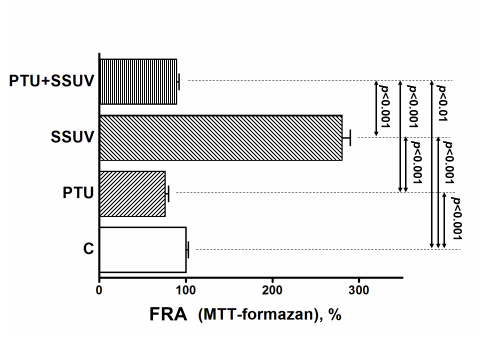 PTU+SSUV
SSUV
PTU
C
p<0.001
p<0.001
p<0.01
p<0.001
p<0.001
p<0.001
0 100 200 300
FRA (MTT-formazan), %